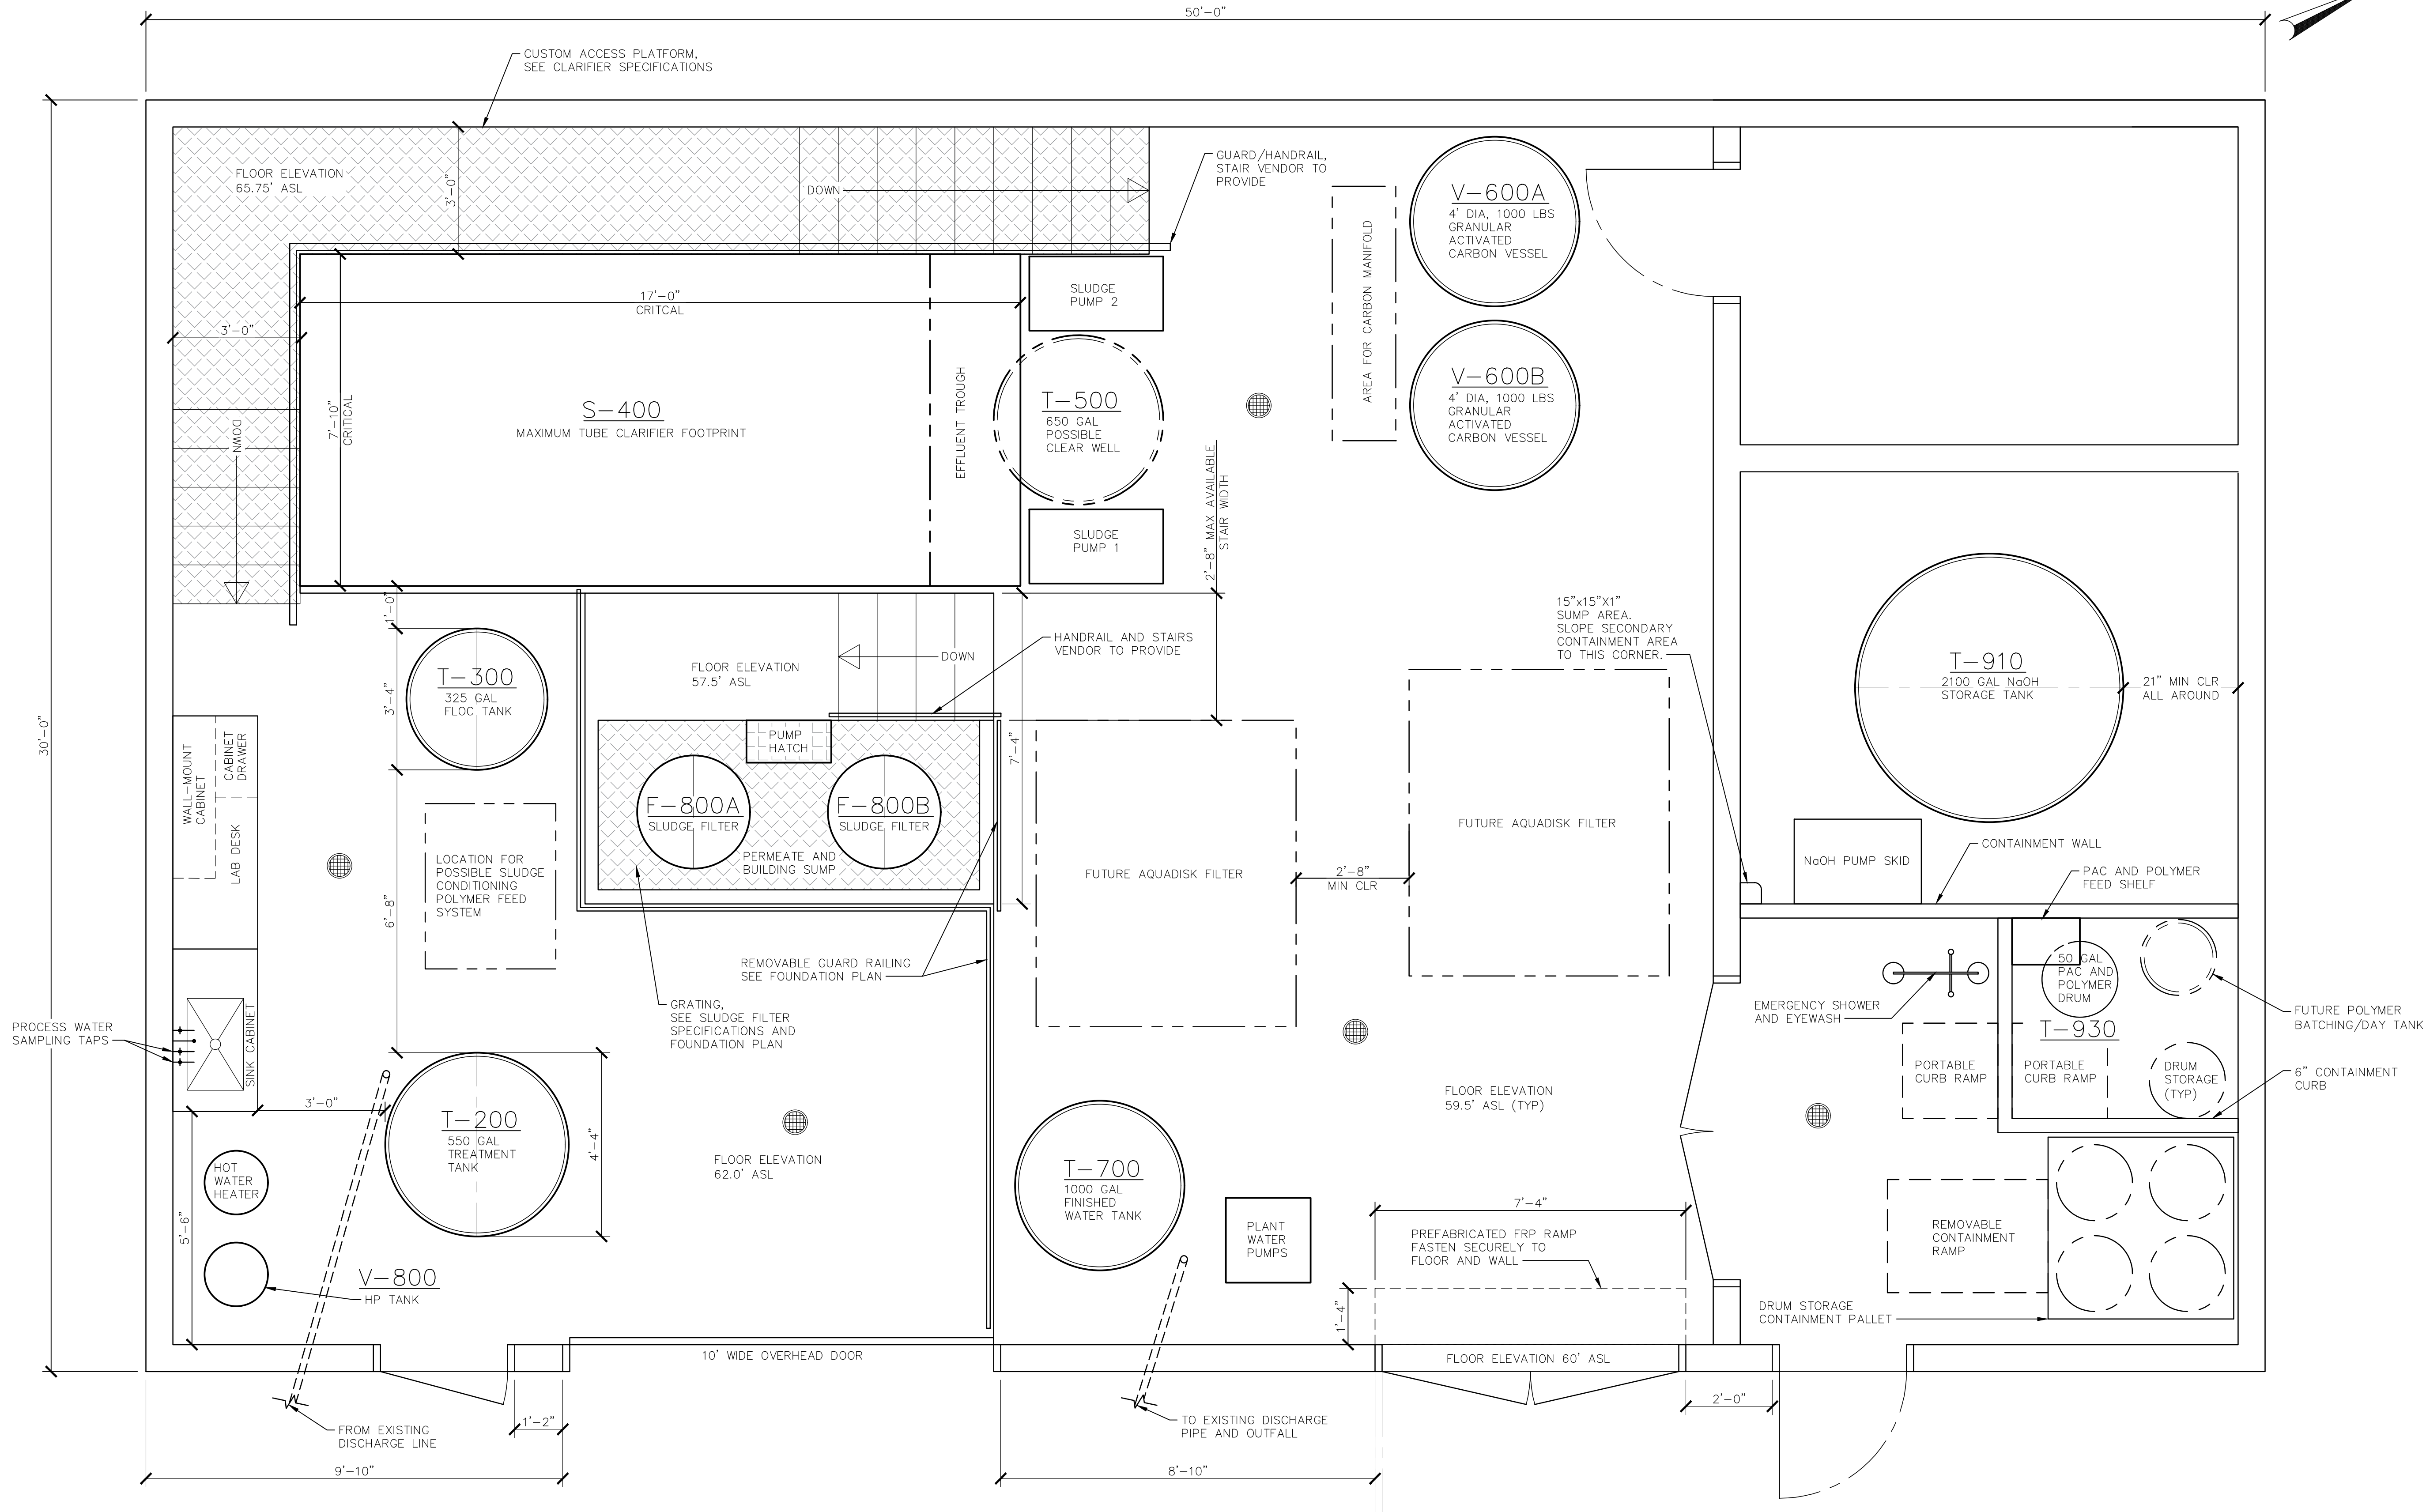 50'-0"
CUSTOM ACCESS PLATFORM,
SEE CLARIFIER SPECIFICATIONS
FLOOR ELEVATION
65.75' ASL
3'-0"
DOWN
GUARD/HANDRAIL,
STAIR VENDOR TO
PROVIDE
V-600A
4' DIA, 1000 LBS
GRANULAR
ACTIVATED
CARBON VESSEL
AREA FOR CARBON MANIFOLD
SLUDGE
PUMP 2
17'-0"
CRITCAL
3'-0"
7'-10"
CRITICAL
S-400
MAXIMUM TUBE CLARIFIER FOOTPRINT
EFFLUENT TROUGH
T-500
650 GAL
POSSIBLE
CLEAR WELL
V-600B
4' DIA, 1000 LBS
GRANULAR
ACTIVATED
CARBON VESSEL
DOWN
SLUDGE
PUMP 1
2'-8" MAX AVAILABLE
STAIR WIDTH
1'-0"
15"x15"X1"
SUMP AREA.
SLOPE SECONDARY
CONTAINMENT AREA
TO THIS CORNER.
HANDRAIL AND STAIRS
VENDOR TO PROVIDE
DOWN
FLOOR ELEVATION
57.5' ASL
T-300
325 GAL
FLOC TANK
3'-4"
T-910
2100 GAL NaOH
STORAGE TANK
21" MIN CLR
ALL AROUND
30'-0"
WALL-MOUNT
CABINET
CABINET
DRAWER
LAB DESK
PUMP
HATCH
7'-4"
F-800A
SLUDGE FILTER
F-800B
SLUDGE FILTER
PERMEATE AND
BUILDING SUMP
FUTURE AQUADISK FILTER
FUTURE AQUADISK FILTER
2'-8"
MIN CLR
LOCATION FOR
POSSIBLE SLUDGE
CONDITIONING
POLYMER FEED
SYSTEM
6'-8"
NaOH PUMP SKID
CONTAINMENT WALL
PAC AND POLYMER
FEED SHELF
REMOVABLE GUARD RAILING
SEE FOUNDATION PLAN
GRATING,
SEE SLUDGE FILTER
SPECIFICATIONS AND
FOUNDATION PLAN
50 GAL
PAC AND
POLYMER
DRUM
T-930
EMERGENCY SHOWER
AND EYEWASH
FUTURE POLYMER
BATCHING/DAY TANK
PROCESS WATER
SAMPLING TAPS
SINK CABINET
PORTABLE
CURB RAMP
PORTABLE
CURB RAMP
DRUM
STORAGE
(TYP)
6" CONTAINMENT
CURB
3'-0"
T-200
550 GAL
TREATMENT
TANK
4'-4"
FLOOR ELEVATION
62.0' ASL
FLOOR ELEVATION
59.5' ASL (TYP)
HOT
WATER
HEATER
5'-6"
T-700
1000 GAL
FINISHED
WATER TANK
PLANT
WATER
PUMPS
7'-4"
PREFABRICATED FRP RAMP
FASTEN SECURELY TO
FLOOR AND WALL
1'-4"
REMOVABLE
CONTAINMENT
RAMP
V-800
HP TANK
DRUM STORAGE
CONTAINMENT PALLET
10' WIDE OVERHEAD DOOR
FLOOR ELEVATION 60' ASL
FROM EXISTING
DISCHARGE LINE
1'-2"
TO EXISTING DISCHARGE
PIPE AND OUTFALL
2'-0"
9'-10"
8'-10"